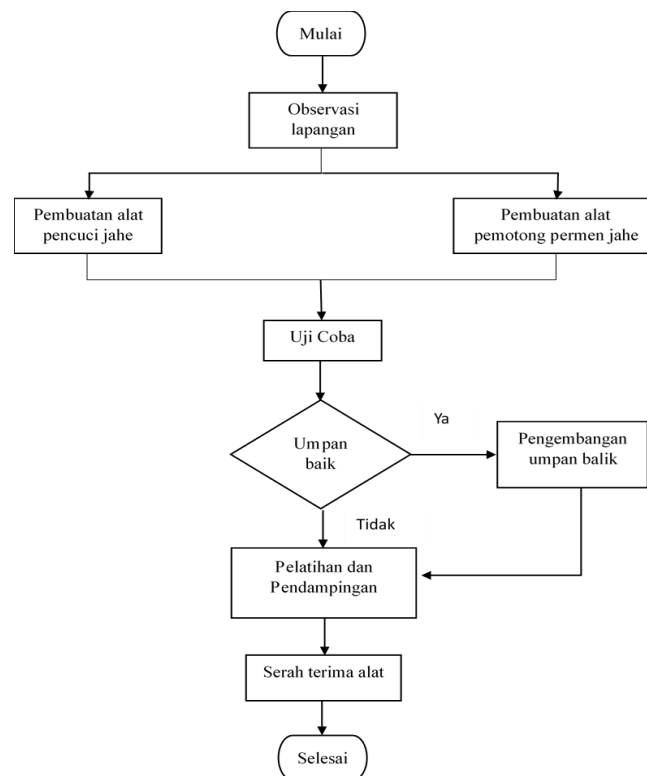 Mulai
Observasi
lapangan
Pembuatan alat
pencuci jahe
Pembuatan alat
pemotong permen jahe
Uji Coba
Umpan
baik
Ya
Pengembangan
umpan balik
Tidak
Pelatihan dan
Pendampingan
Serah terima alat
Selesai